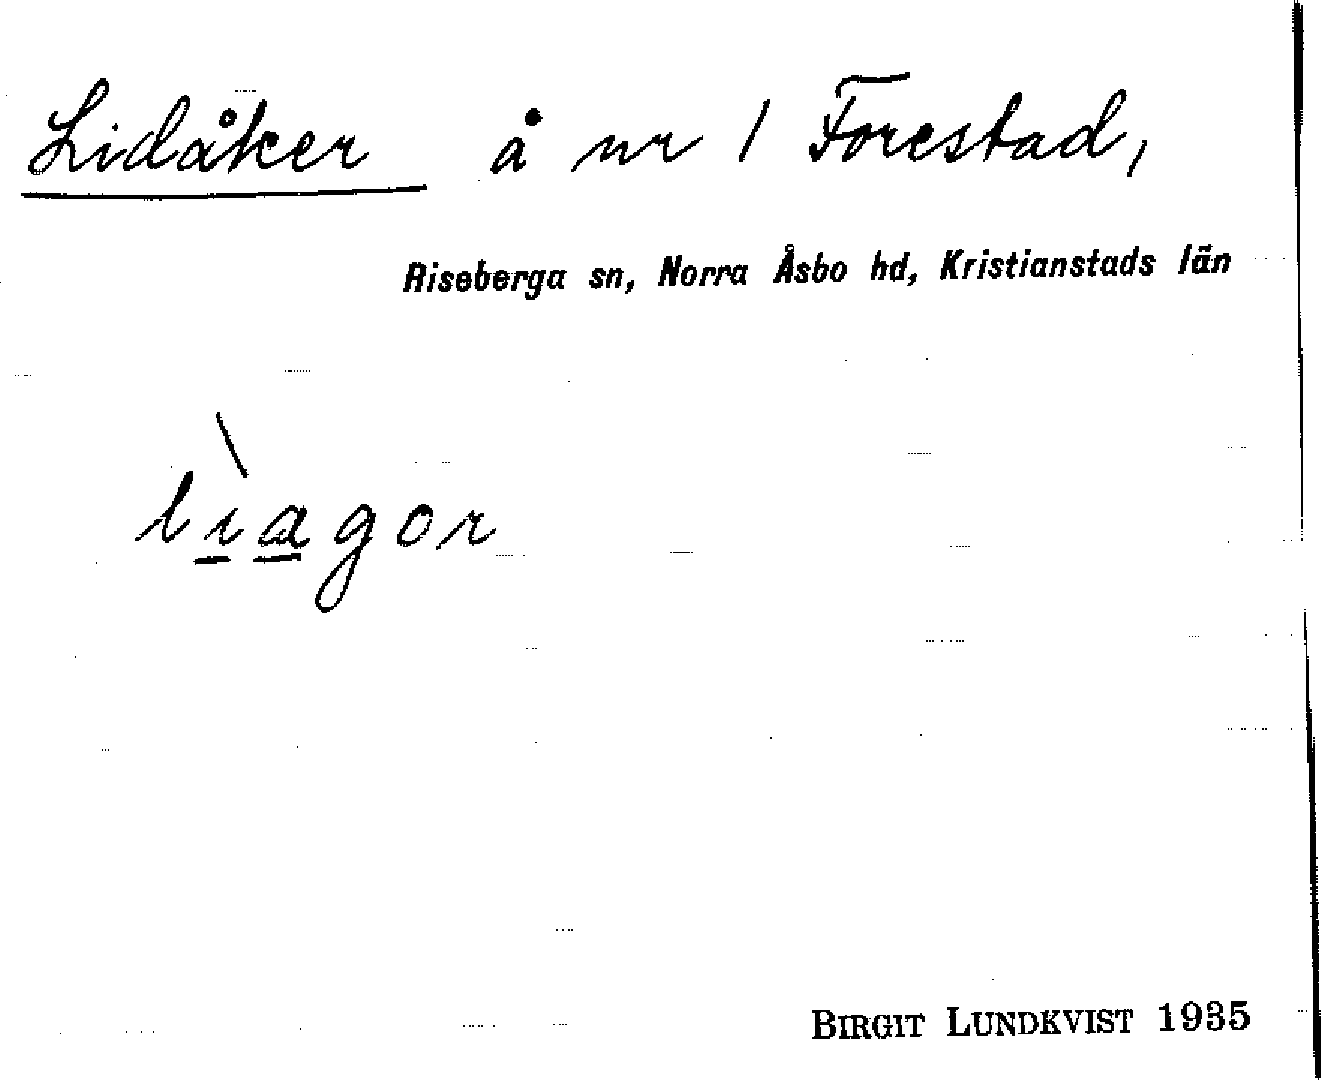 Lidåker å nr 1 Forestad,
Riseberga sn, Norra Åsbo hd, Kristianstads län
lìagor
BIRGIT LUNDKVIST 1935